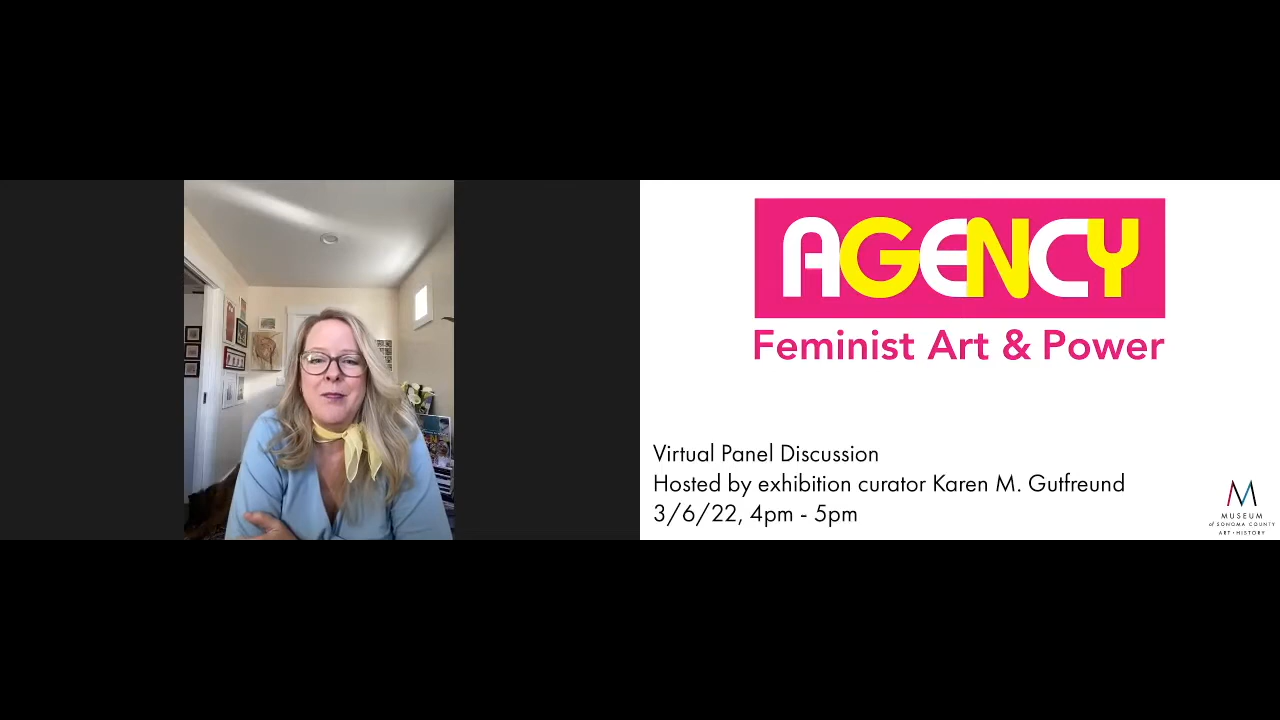 AGENCY
Feminist Art & Power
Virtual Panel Discussion
Hosted by exhibition curator Karen M. Gutfreund
3/6/22, 4pm - 5pm
M
MUSEUM
of SONOMA COUNTY
ART • HISTORY